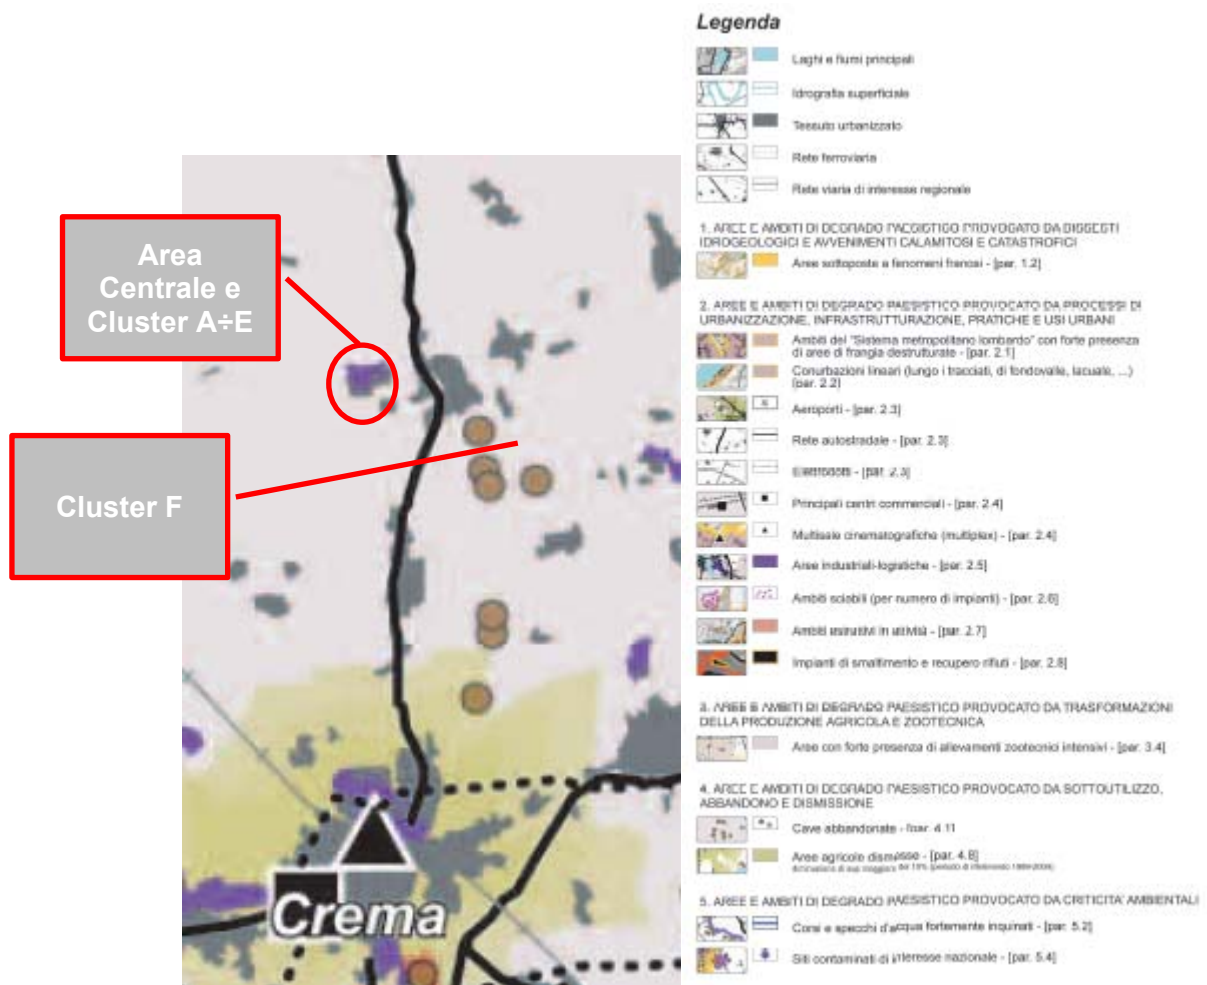 Legenda
Laghi e fiumi principali
Idrografia superficiale
Tessuto urbanizzato
Rete ferroviaria
Rete viaria di interesse regionale
1. AREE E AMBITI DI DEGRADO PAESISTICO PROVOCATO DA DISSESTI
IDROGEOLOGICI E AVVENIMENTI CALAMITOSI E CATASTROFICI
Aree sottoposte a fenomeni franosi - [par. 1.2]
2. AREE E AMBITI DI DEGRADO PAESISTICO PROVOCATO DA PROCESSI DI
URBANIZZAZIONE, INFRASTRUTTURAZIONE, PRATICHE E USI URBANI
Ambiti del "Sistema metropolitano lombardo" con forte presenza
di aree di frangia destrutturate - [par. 2.1]
Conurbazioni lineari (lungo i tracciati, di fondovalle, lacuale, ...)
[par. 2.2]
Aeroporti - [par. 2.3]
Rete autostradale - [par. 2.3]
Elettrodotti - [par. 2.3]
Principali centri commerciali - [par. 2.4]
Multisale cinematografiche (multiplex) - [par. 2.4]
Aree industriali-logistiche - [par. 2.5]
Ambiti sciabili (per numero di impianti) - [par. 2.6]
Ambiti estrattivi in attività - [par. 2.7]
Impianti di smaltimento e recupero rifiuti - [par. 2.8]
3. AREE E AMBITI DI DEGRADO PAESISTICO PROVOCATO DA TRASFORMAZIONI
DELLA PRODUZIONE AGRICOLA E ZOOTECNICA
Aree con forte presenza di allevamenti zootecnici intensivi - [par. 3.4]
4. AREE E AMBITI DI DEGRADO PAESISTICO PROVOCATO DA SOTTOUTILIZZO,
ABBANDONO E DISMISSIONE
Cave abbandonate - [par. 4.1]
Aree agricole dismesse - [par. 4.8]
5. AREE E AMBITI DI DEGRADO PAESISTICO PROVOCATO DA CRITICITA' AMBIENTALI
Corsi e specchi d'acqua fortemente inquinati - [par. 5.2]
Siti contaminati di interesse nazionale - [par. 5.4]
Area
Centrale e
Cluster A÷E
Cluster F
Crema